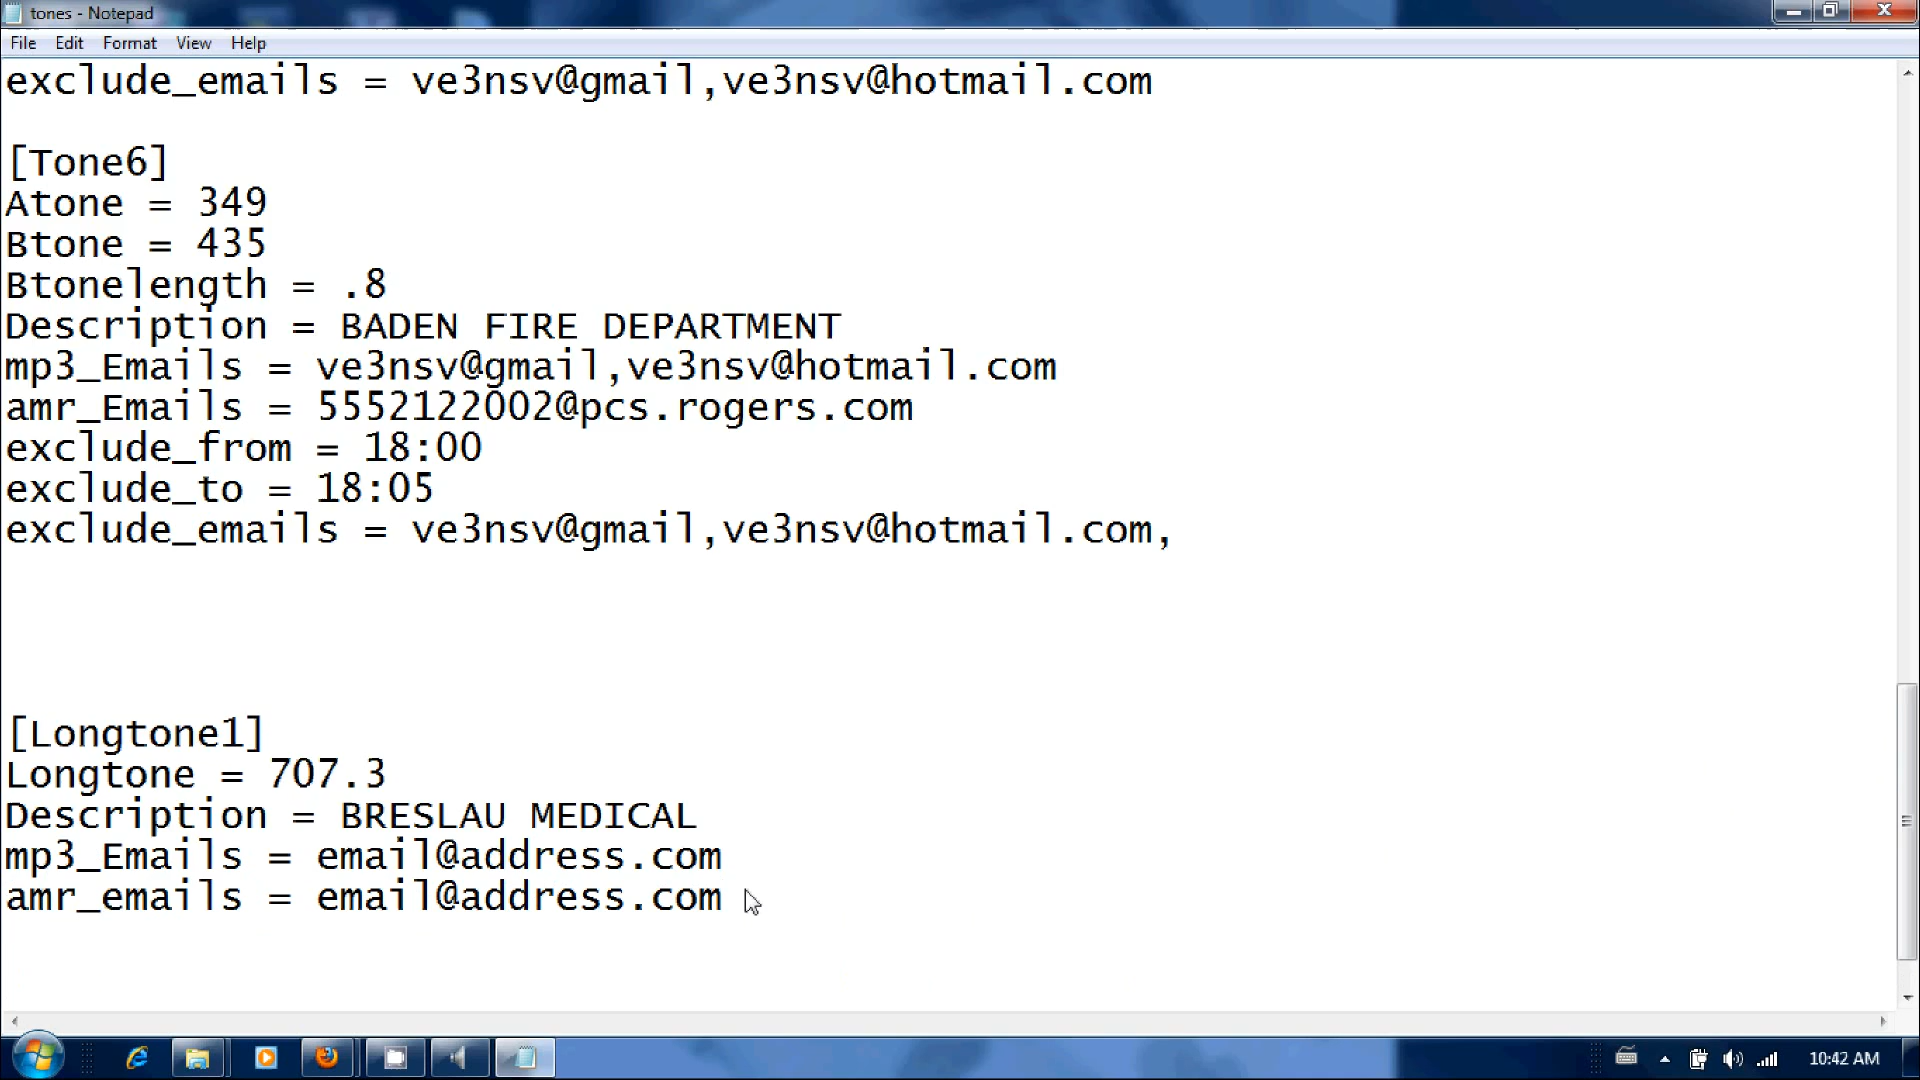 tones - Notepad
File Edit Format View Help
exclude_emails = ve3nsv@gmail,ve3nsv@hotmail.com
[Tone6]
Atone = 349
Btone = 435
Btonelength = .8
Description = BADEN FIRE DEPARTMENT
mp3_Emails = ve3nsv@gmail,ve3nsv@hotmail.com
amr_Emails = 5552122002@pcs.rogers.com
exclude_from = 18:00
exclude_to = 18:05
exclude_emails = ve3nsv@gmail,ve3nsv@hotmail.com,
[Longtone1]
Longtone = 707.3
Description = BRESLAU MEDICAL
mp3_Emails = email@address.com
amr_emails = email@address.com
10:42 AM